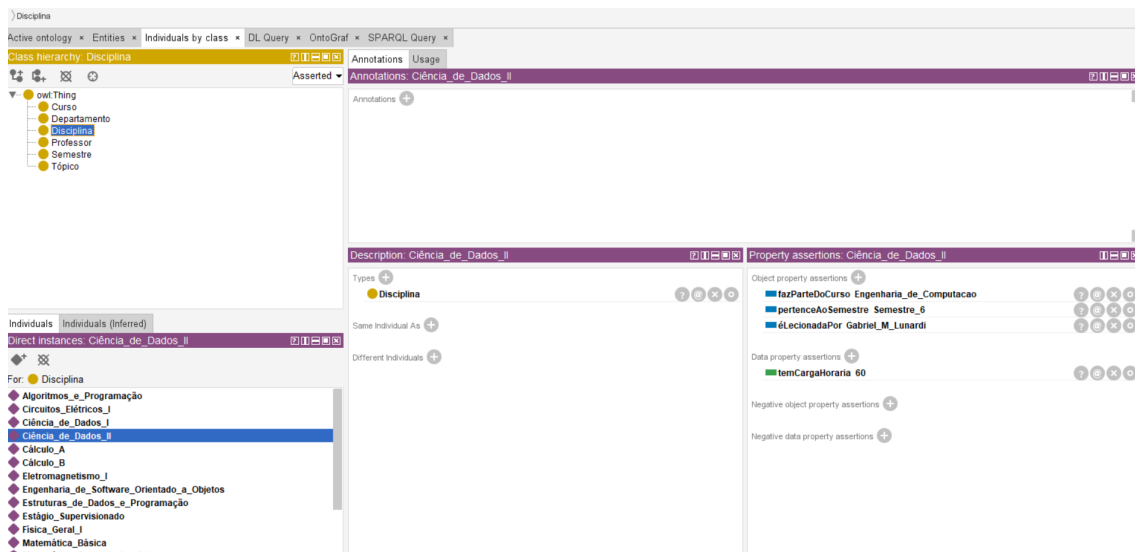 Disciplina
Active ontology × Entities × Individuals by class × DL Query × OntoGraf × SPARQL Query ×
Class hierarchy: Disciplina
Asserted
owl:Thing
Curso
Departamento
Disciplina
Professor
Semestre
Tópico
Annotations Usage
Annotations: Ciência_de_Dados_II
Annotations
Individuals Individuals (Inferred)
Direct instances: Ciência_de_Dados_II
For: Disciplina
Algoritmos_e_Programação
Circuitos_Elétricos_I
Ciência_de_Dados_I
Ciência_de_Dados_II
Cálculo_A
Cálculo_B
Eletromagnetismo_I
Engenharia_de_Software_Orientado_a_Objetos
Estruturas_de_Dados_e_Programação
Estágio_Supervisionado
Física_Geral_I
Matemática_Básica
Description: Ciência_de_Dados_II
Types
Disciplina
Same Individual As
Different Individuals
Property assertions: Ciência_de_Dados_II
Object property assertions
fazParteDoCurso Engenharia_de_Computacao
pertenceAoSemestre Semestre_6
éLecionadaPor Gabriel_M_Lunardi
Data property assertions
temCargaHoraria 60
Negative object property assertions
Negative data property assertions